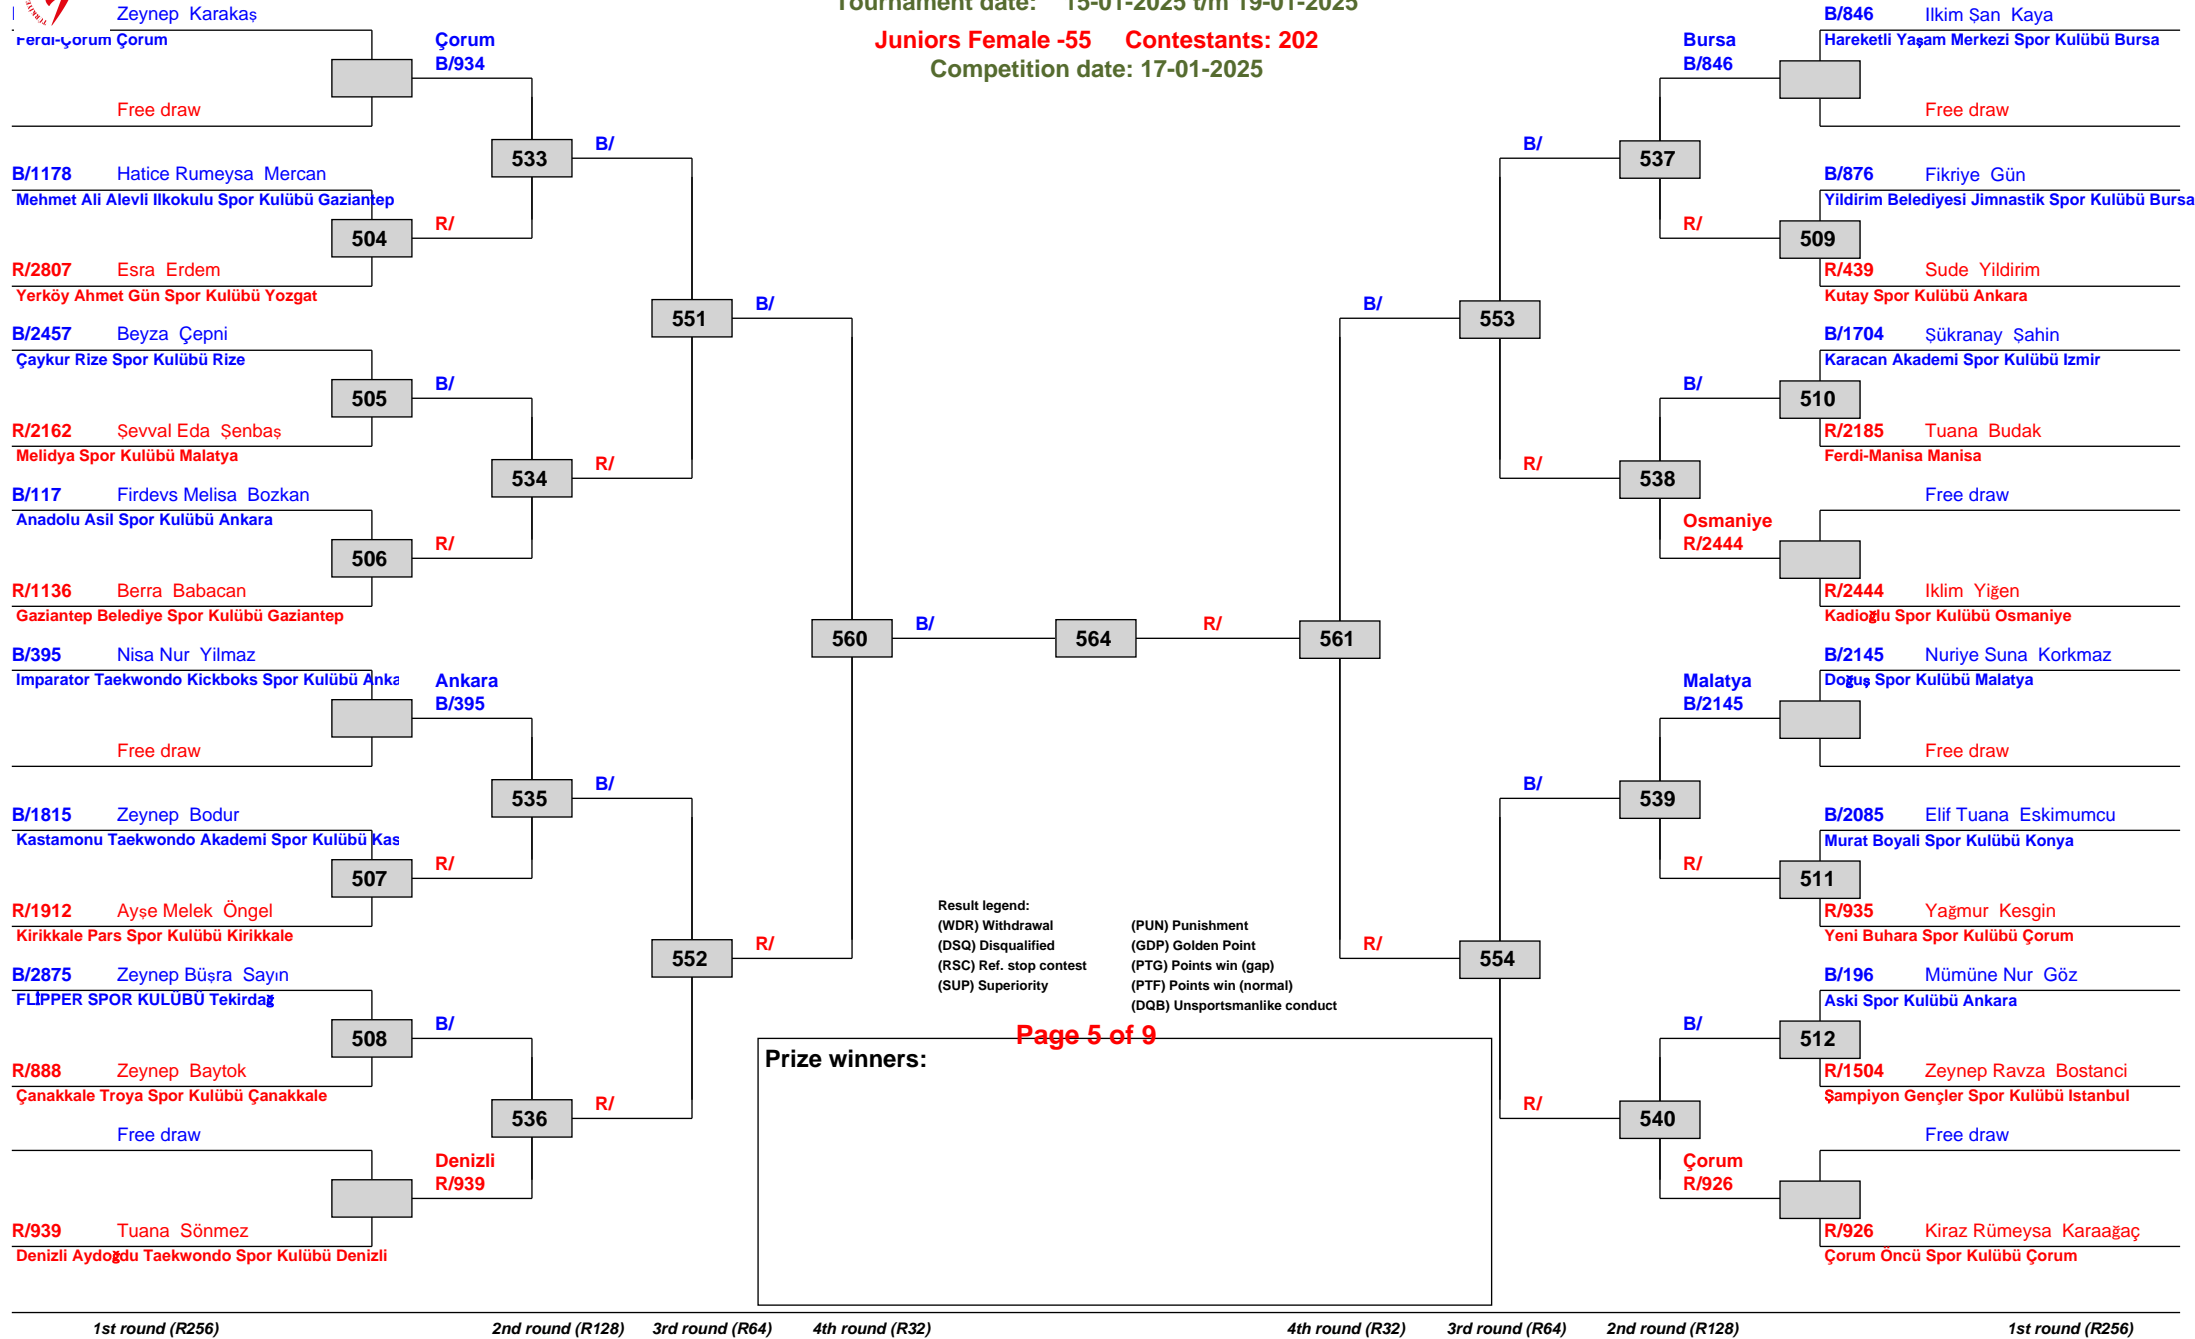 Tournament date: 15-01-2025 t/m 19-01-2025
Juniors Female -55 Contestants: 202
Competition date: 17-01-2025
Zeynep Karakaş
Ferdi-Çorum Çorum
Free draw
Çorum
B/934
B/1178 Hatice Rumeysa Mercan
Mehmet Ali Alevli Ilkokulu Spor Kulübü Gaziantep
504
R/2807 Esra Erdem
Yerköy Ahmet Gün Spor Kulübü Yozgat
R/
533
B/
B/2457 Beyza Çepni
Çaykur Rize Spor Kulübü Rize
505
R/2162 Şevval Eda Şenbaş
Melidya Spor Kulübü Malatya
B/
B/117 Firdevs Melisa Bozkan
Anadolu Asil Spor Kulübü Ankara
506
R/1136 Berra Babacan
Gaziantep Belediye Spor Kulübü Gaziantep
R/
534
R/
551
B/
B/395 Nisa Nur Yilmaz
Imparator Taekwondo Kickboks Spor Kulübü Anka
Free draw
Ankara
B/395
B/1815 Zeynep Bodur
Kastamonu Taekwondo Akademi Spor Kulübü Kas
507
R/1912 Ayşe Melek Öngel
Kirikkale Pars Spor Kulübü Kirikkale
R/
535
B/
B/2875 Zeynep Büşra Sayın
FLİPPER SPOR KULÜBÜ Tekirdağ
508
R/888 Zeynep Baytok
Çanakkale Troya Spor Kulübü Çanakkale
B/
Free draw
R/939 Tuana Sönmez
Denizli Aydoğdu Taekwondo Spor Kulübü Denizli
Denizli
R/939
536
R/
552
R/
560
B/
564
R/
561
B/846 Ilkim Şan Kaya
Hareketli Yaşam Merkezi Spor Kulübü Bursa
Free draw
Bursa
B/846
B/876 Fikriye Gün
Yildirim Belediyesi Jimnastik Spor Kulübü Bursa
509
R/439 Sude Yildirim
Kutay Spor Kulübü Ankara
R/
537
B/
B/1704 Şükranay Şahin
Karacan Akademi Spor Kulübü Izmir
510
R/2185 Tuana Budak
Ferdi-Manisa Manisa
B/
Free draw
R/2444 Iklim Yiğen
Kadioğlu Spor Kulübü Osmaniye
Osmaniye
R/2444
538
R/
553
B/
B/2145 Nuriye Suna Korkmaz
Doğuş Spor Kulübü Malatya
Free draw
Malatya
B/2145
B/2085 Elif Tuana Eskimumcu
Murat Boyali Spor Kulübü Konya
511
R/935 Yağmur Kesgin
Yeni Buhara Spor Kulübü Çorum
R/
539
B/
B/196 Mümüne Nur Göz
Aski Spor Kulübü Ankara
512
R/1504 Zeynep Ravza Bostanci
Şampiyon Gençler Spor Kulübü Istanbul
B/
Free draw
R/926 Kiraz Rümeysa Karaağaç
Çorum Öncü Spor Kulübü Çorum
Çorum
R/926
540
R/
554
R/
Result legend:
(WDR) Withdrawal (PUN) Punishment
(DSQ) Disqualified (GDP) Golden Point
(RSC) Ref. stop contest (PTG) Points win (gap)
(SUP) Superiority (PTF) Points win (normal)
(DQB) Unsportsmanlike conduct
Page 5 of 9
Prize winners:
1st round (R256) 2nd round (R128) 3rd round (R64) 4th round (R32) 4th round (R32) 3rd round (R64) 2nd round (R128) 1st round (R256)